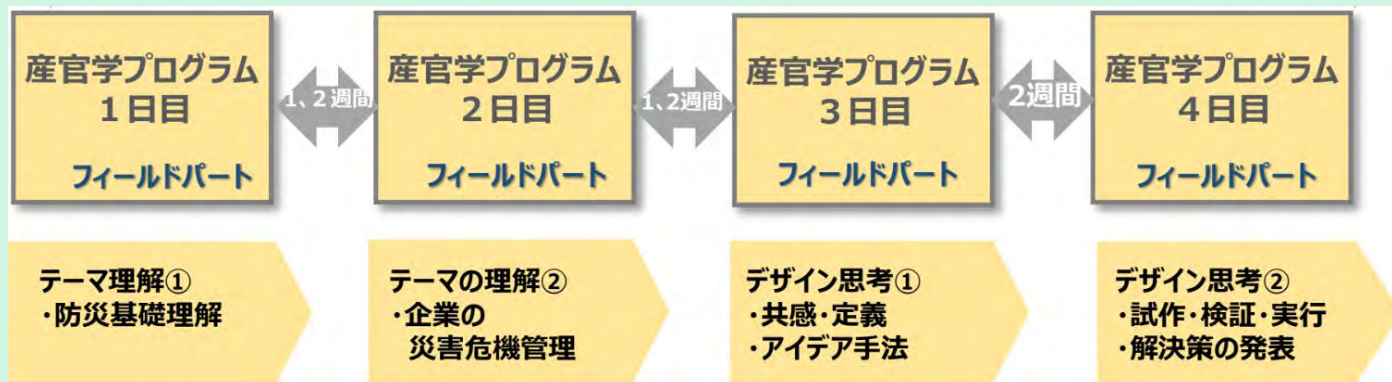 産官学プログラム
1日目
フィールドパート
1、2週間
産官学プログラム
2日目
フィールドパート
1、2週間
産官学プログラム
3日目
フィールドパート
2週間
産官学プログラム
4日目
フィールドパート
テーマ理解①
・防災基礎理解
テーマの理解②
・企業の
災害危機管理
デザイン思考①
・共感・定義
・アイデア手法
デザイン思考②
・試作・検証・実行
・解決策の発表